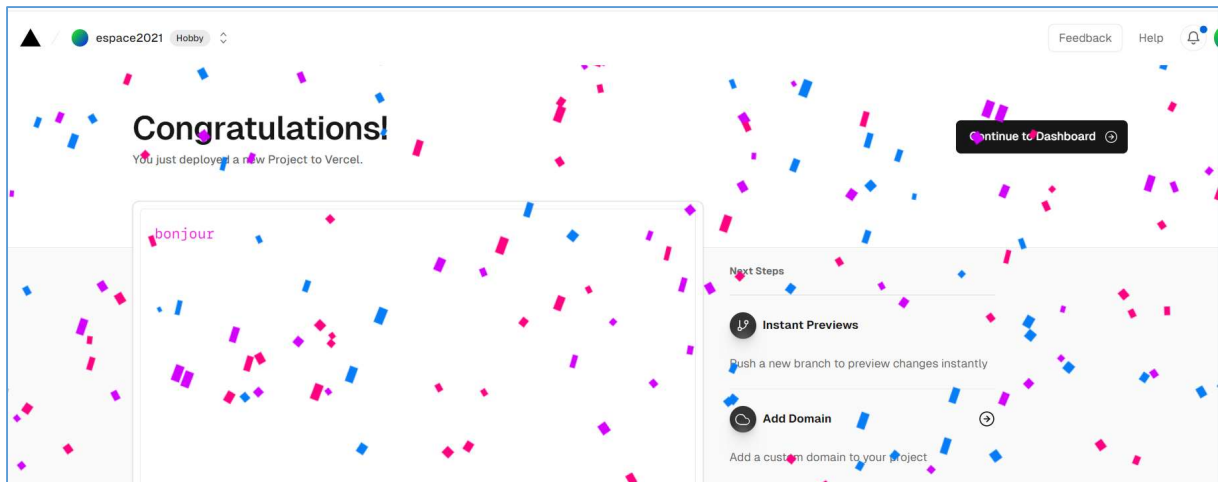 espace2021 Hobby
Feedback Help
Congratulations!
You just deployed a new Project to Vercel.
Continue to Dashboard
bonjour
Next Steps
Instant Previews
Push a new branch to preview changes instantly
Add Domain
Add a custom domain to your project